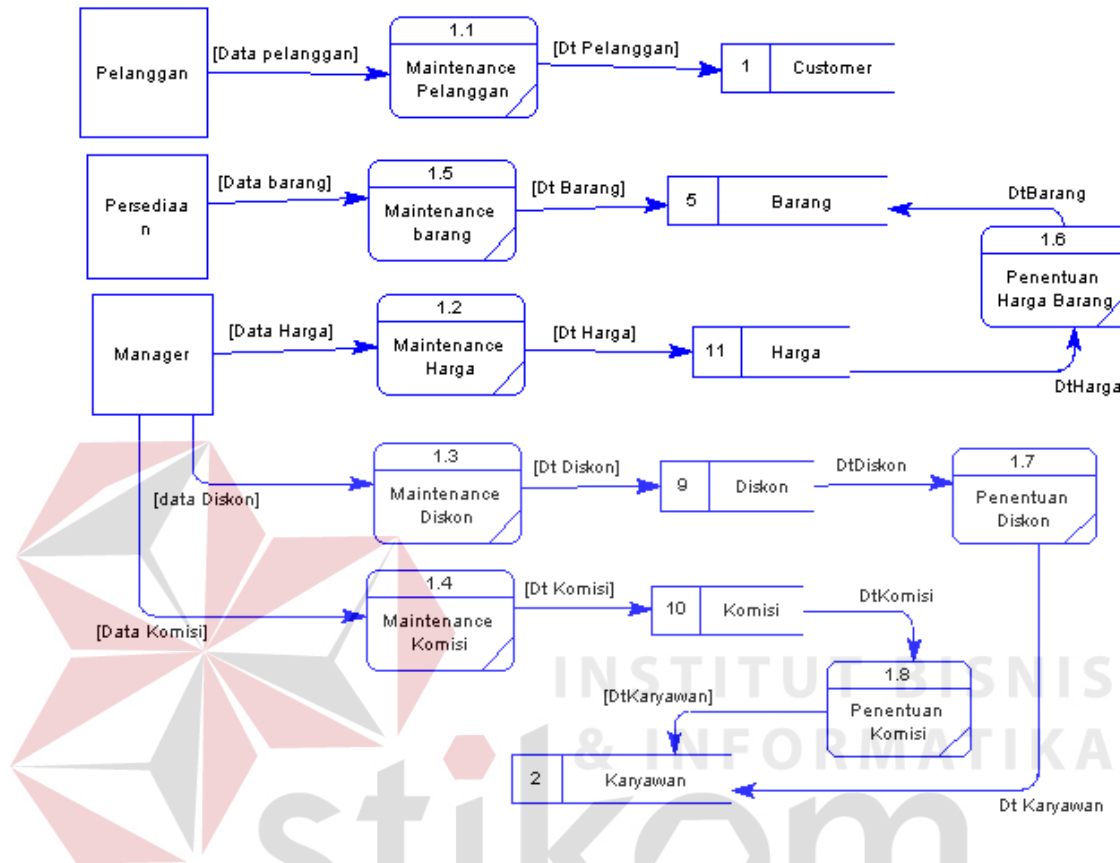 Pelanggan
[Data pelanggan]
1.1
Maintenance
Pelanggan
[Dt Pelanggan]
1
Customer
Persediaa
n
[Data barang]
1.5
Maintenance
barang
[Dt Barang]
5
Barang
DtBarang
1.6
Penentuan
Harga Barang
Manager
[Data Harga]
1.2
Maintenance
Harga
[Dt Harga]
11
Harga
DtHarga
[data Diskon]
1.3
Maintenance
Diskon
[Dt Diskon]
9
Diskon
DtDiskon
1.7
Penentuan
Diskon
[Data Komisi]
1.4
Maintenance
Komisi
[Dt Komisi]
10
Komisi
DtKomisi
1.8
Penentuan
Komisi
[DtKaryawan]
2
Karyawan
Dt Karyawan
INSTITUT BISNIS
& INFORMATIKA
stikom